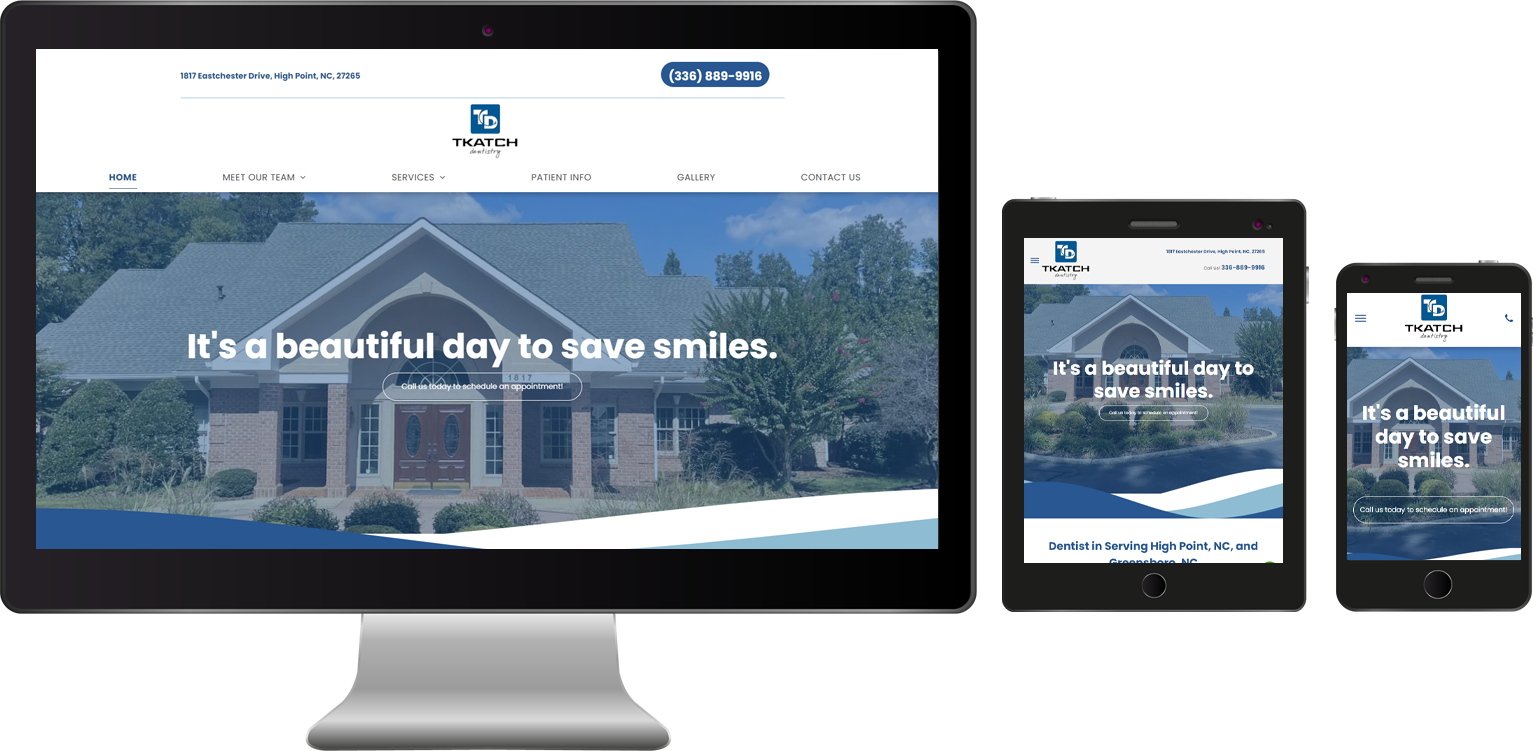 1817 Eastchester Drive, High Point, NC, 27265
(336) 889-9916
TD
TKATCH
dentistry
HOME
MEET OUR TEAM
SERVICES
PATIENT INFO
GALLERY
CONTACT US
It's a beautiful day to save smiles.
1817
Call us today to schedule an appointment!
TD
TKATCH
dentistry
1817 Eastchester Drive, High Point, NC, 27265
Call us! 336-889-9916
It's a beautiful day to
save smiles.
Call us today to schedule an appointment!
Dentist in Serving High Point, NC, and
Greensboro, NC
TD
TKATCH
dentistry
It's a beautiful
day to save
smiles.
Call us today to schedule an appointment!